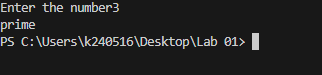 Enter the number3
prime
PS C:\Users\k240516\Desktop\Lab 01>